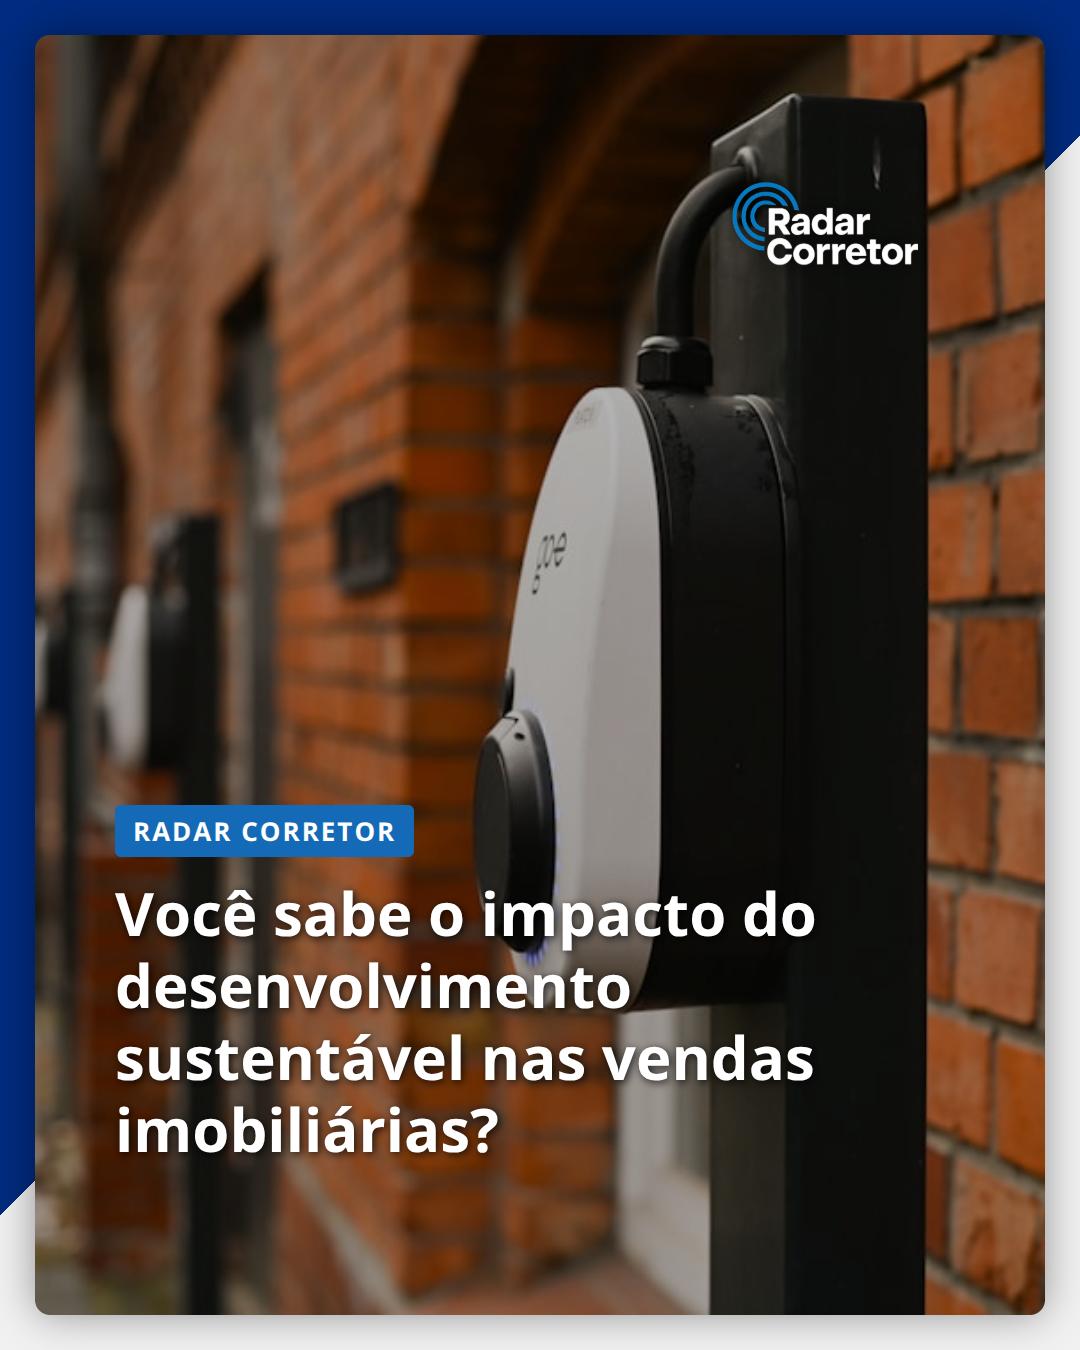 Radar
Corretor
goe
RADAR CORRETOR
Você sabe o impacto do
desenvolvimento
sustentável nas vendas
imobiliárias?